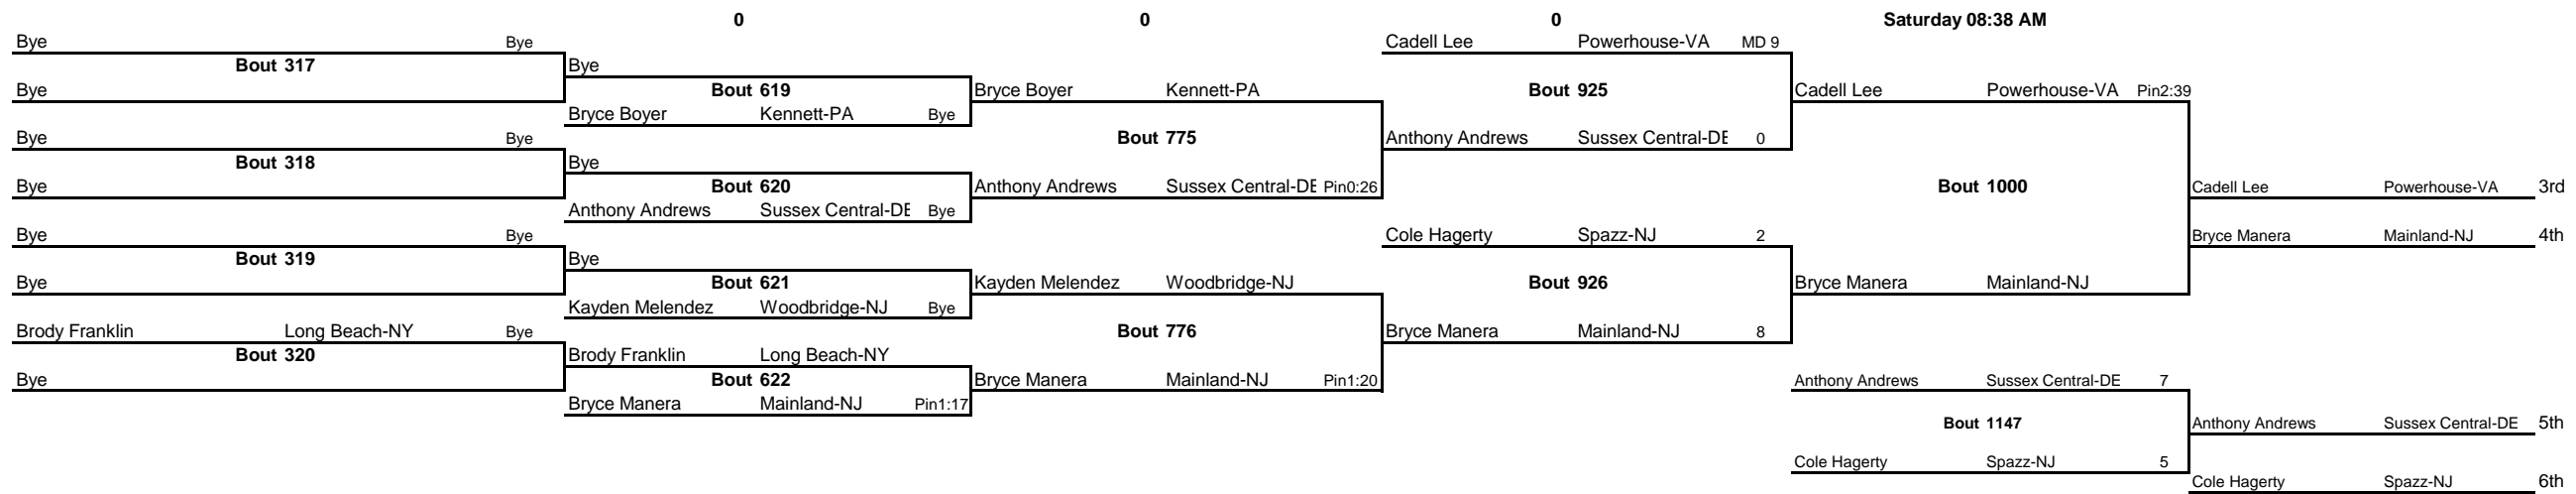 0 0 0 Saturday 08:38 AM
Bye Bye Cadell Lee Powerhouse-VA MD 9
Bout 317 Bye
Bye Bout 619 Bryce Boyer Kennett-PA Bout 925 Cadell Lee Powerhouse-VA Pin2:39
Bryce Boyer Kennett-PA Bye
Bye Bye Bout 775 Anthony Andrews Sussex Central-DE 0
Bout 318 Bye
Bye Bout 620 Anthony Andrews Sussex Central-DE Pin0:26 Bout 1000 Cadell Lee Powerhouse-VA 3rd
Anthony Andrews Sussex Central-DE Bye
Bye Bye Cole Hagerty Spazz-NJ 2 Bryce Manera Mainland-NJ 4th
Bout 319 Bye
Bye Bout 621 Kayden Melendez Woodbridge-NJ Bout 926 Bryce Manera Mainland-NJ
Kayden Melendez Woodbridge-NJ Bye
Brody Franklin Long Beach-NY Bye Bout 776 Bryce Manera Mainland-NJ 8
Bout 320 Brody Franklin Long Beach-NY
Bye Bout 622 Bryce Manera Mainland-NJ Pin1:20 Anthony Andrews Sussex Central-DE 7
Bryce Manera Mainland-NJ Pin1:17
Bout 1147 Anthony Andrews Sussex Central-DE 5th
Cole Hagerty Spazz-NJ 5
Cole Hagerty Spazz-NJ 6th